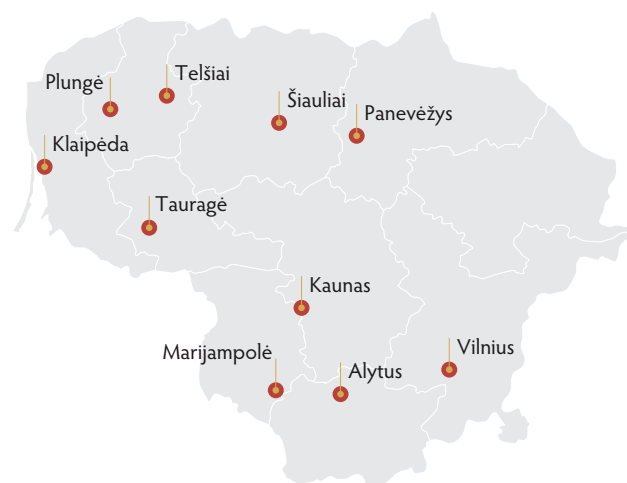 Telšiai
Plungė
Šiauliai
Panevėžys
Klaipėda
Tauragė
Kaunas
Marijampolė
Vilnius
Alytus